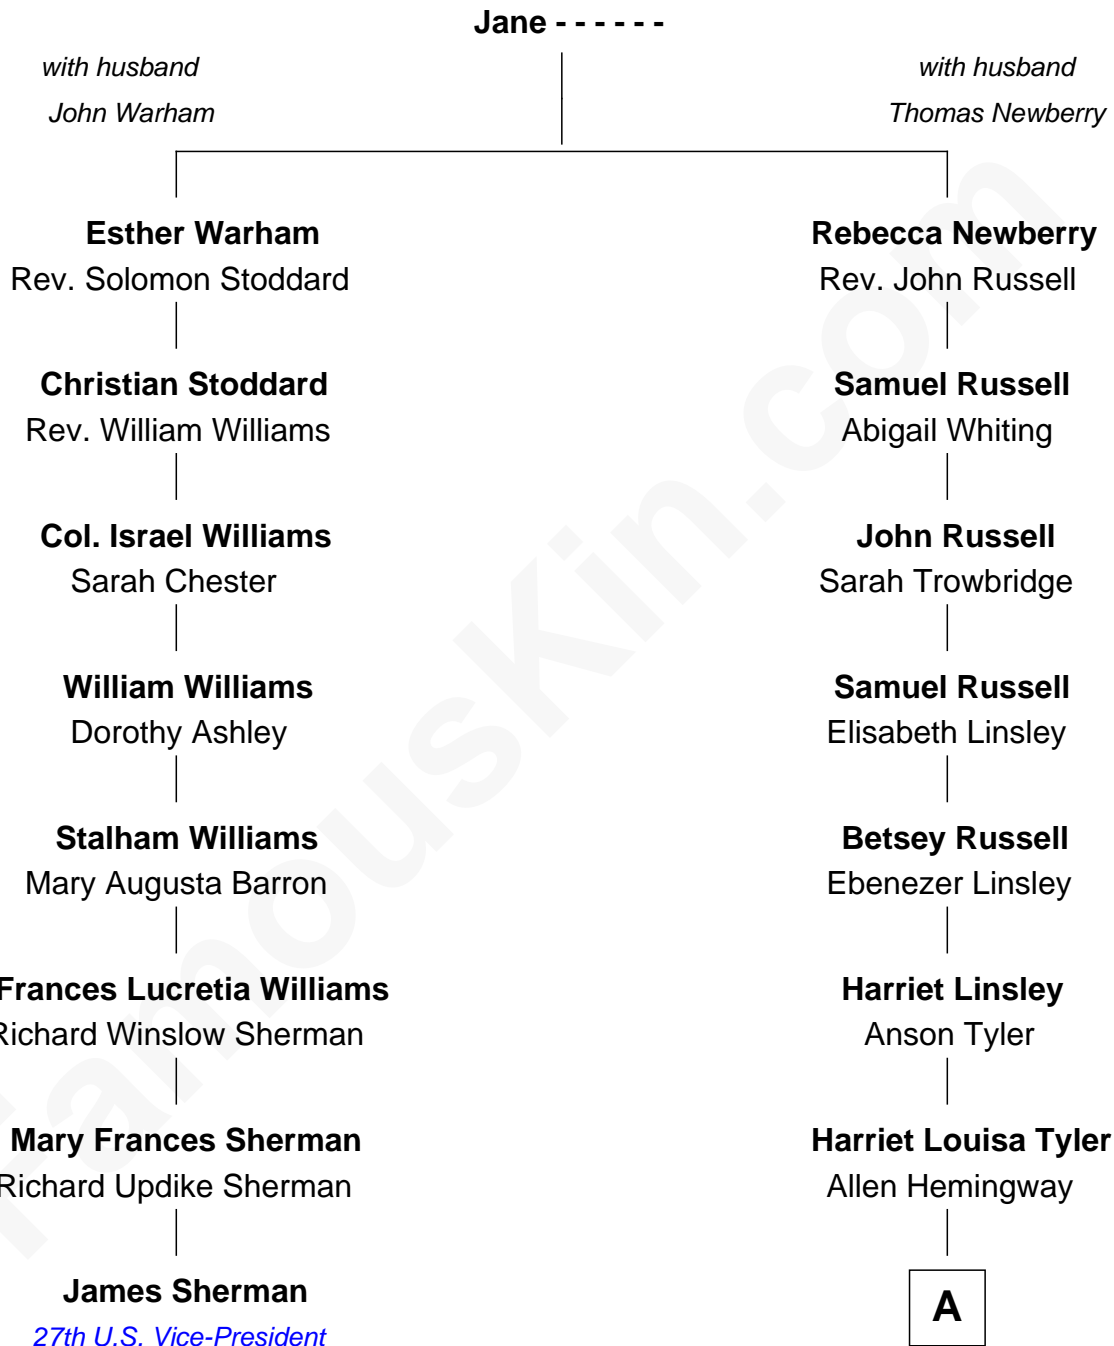 Jane - - - - - -
with husband
John Warham
with husband
Thomas Newberry
Esther Warham
Rev. Solomon Stoddard
Rebecca Newberry
Rev. John Russell
Christian Stoddard
Rev. William Williams
Samuel Russell
Abigail Whiting
Col. Israel Williams
Sarah Chester
John Russell
Sarah Trowbridge
William Williams
Dorothy Ashley
Samuel Russell
Elisabeth Linsley
Stalham Williams
Mary Augusta Barron
Betsey Russell
Ebenezer Linsley
Frances Lucretia Williams
Richard Winslow Sherman
Harriet Linsley
Anson Tyler
Mary Frances Sherman
Richard Updike Sherman
Harriet Louisa Tyler
Allen Hemingway
James Sherman
27th U.S. Vice-President
A
FamousKin.com